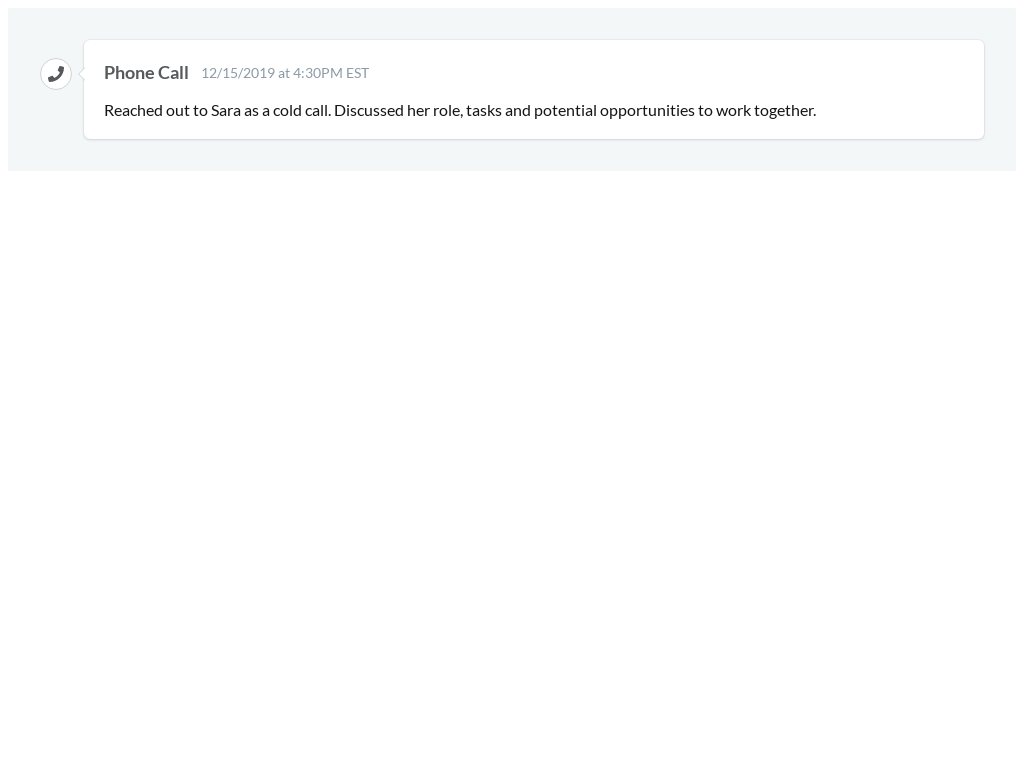 Phone Call 12/15/2019 at 4:30PM EST
Reached out to Sara as a cold call. Discussed her role, tasks and potential opportunities to work together.